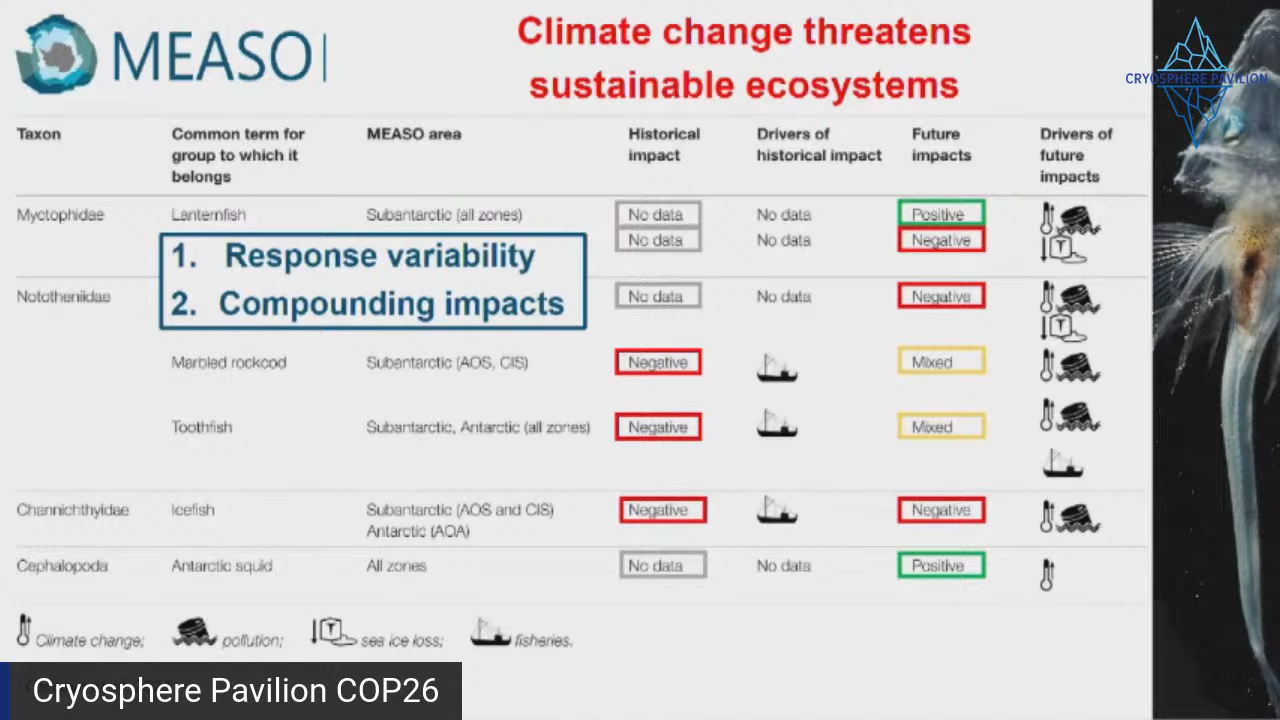 MEASO
Climate change threatens
sustainable ecosystems
CRYOSPHERE PAVILION
Taxon Common term for group to which it belongs MEASO area Historical impact Drivers of historical impact Future impacts Drivers of future impacts
Myctophidae Lanternfish Subantarctic (all zones) No data No data Positive
No data No data Negative
1. Response variability
2. Compounding impacts
Nototheniidae No data No data Negative
Marbled rockcod Subantarctic (AOS, CIS) Negative Mixed
Toothfish Subantarctic, Antarctic (all zones) Negative Mixed
Channichthyidae Icefish Subantarctic (AOS and CIS) Negative Negative
Antarctic (AOA)
Cephalopoda Antarctic squid All zones No data No data Positive
Climate change; pollution; sea ice loss; fisheries.
Cryosphere Pavilion COP26